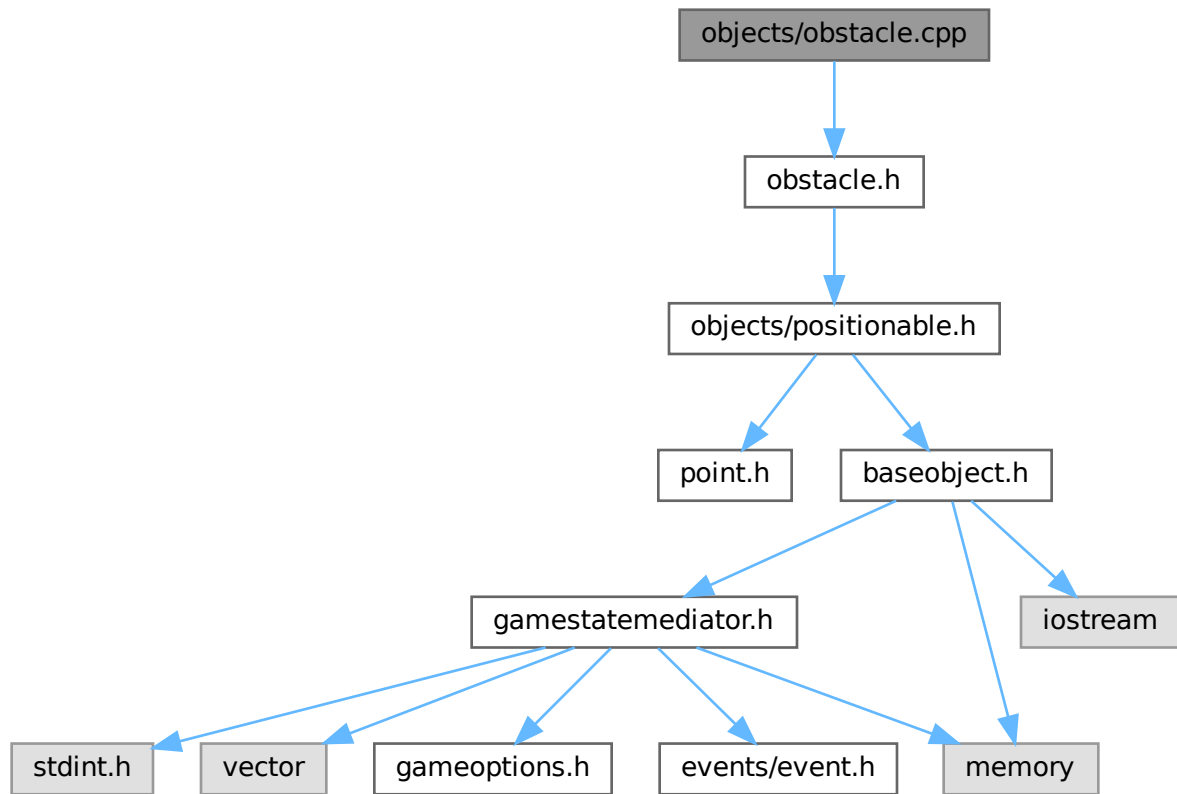 objects/obstacle.cpp
obstacle.h
objects/positionable.h
point.h
baseobject.h
gamestatemediator.h
iostream
stdint.h
vector
gameoptions.h
events/event.h
memory